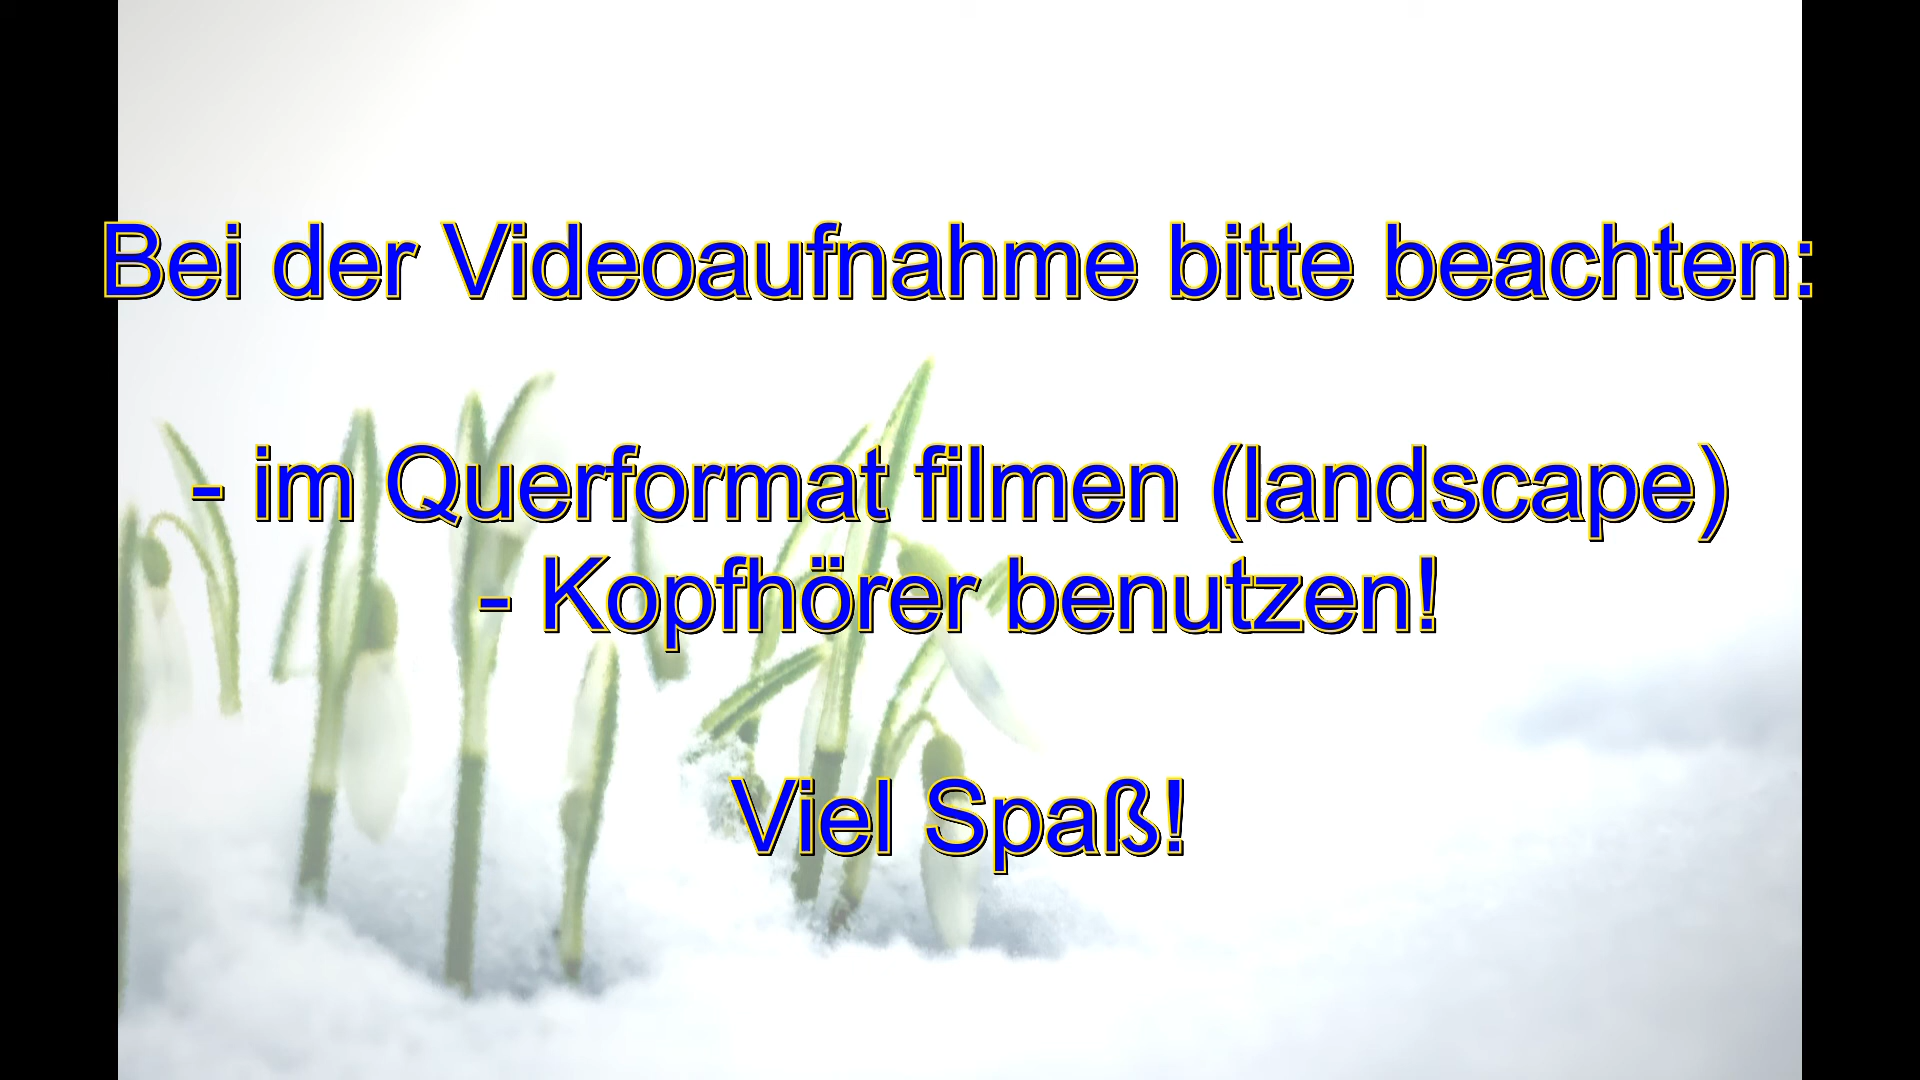 Bei der Videoaufnahme bitte beachten:
- im Querformat filmen (landscape)
- Kopfhörer benutzen!
Viel Spaß!